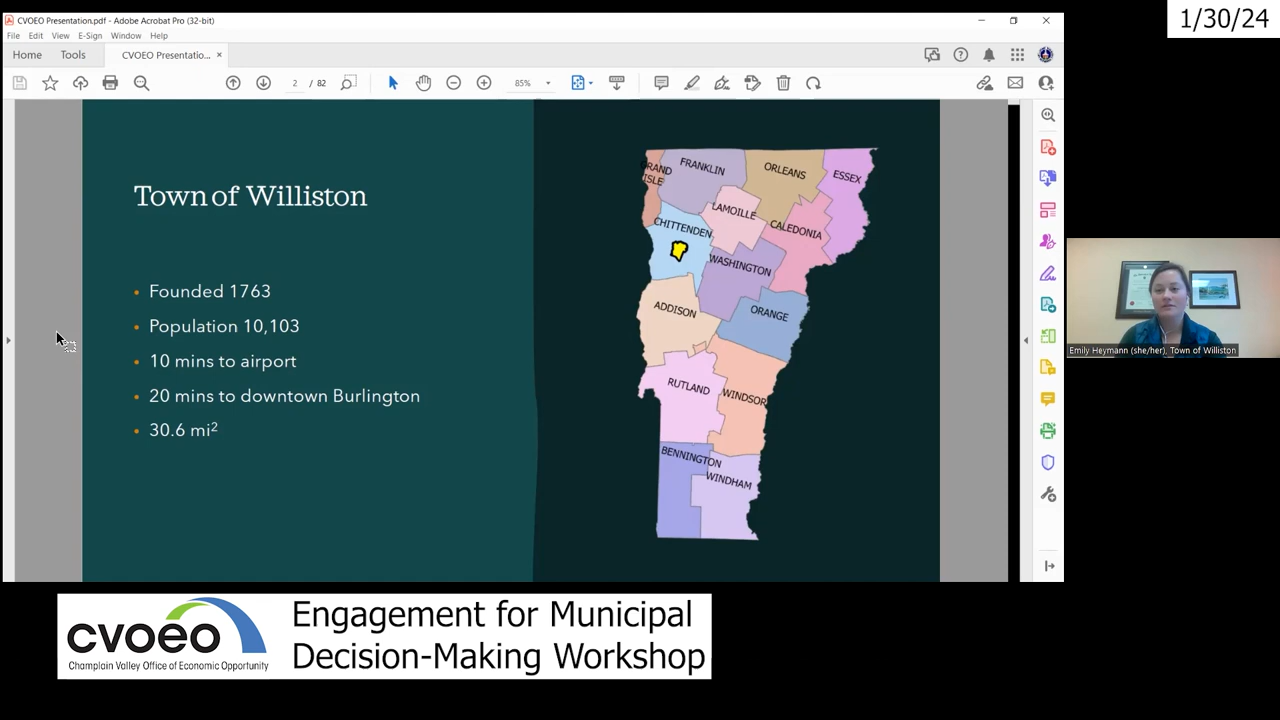 1/30/24
CVOEO Presentation.pdf - Adobe Acrobat Pro (32-bit)
File Edit View E-Sign Window Help
Home Tools CVOEO Presentatio... ×
2 / 82 85%
Town of Williston
• Founded 1763
• Population 10,103
• 10 mins to airport
• 20 mins to downtown Burlington
• 30.6 mi²
GRAND ISLE
FRANKLIN
ORLEANS
ESSEX
LAMOILLE
CHITTENDEN
CALEDONIA
WASHINGTON
ADDISON
ORANGE
RUTLAND
WINDSOR
BENNINGTON
WINDHAM
Emily Heymann (she/her), Town of Williston
cvoeo
Champlain Valley Office of Economic Opportunity
Engagement for Municipal
Decision-Making Workshop